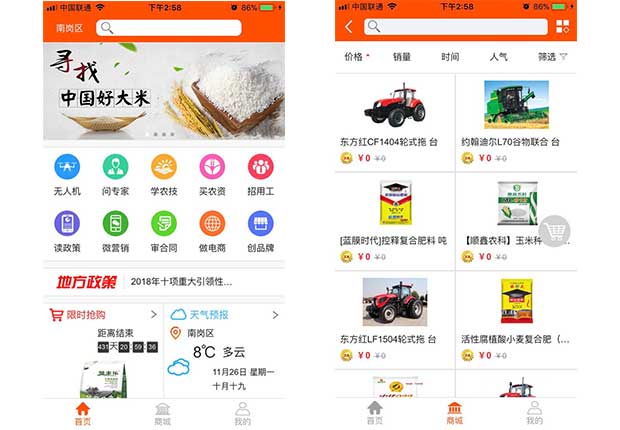 中国联通 下午2:58 86%
南岗区
寻找
中国好大米
无人机 问专家 学农技 买农资 招用工
读政策 微营销 审合同 做电商 创品牌
地方政策 2018年十项重大引领性…
限时抢购 >
距离结束
431天 20:59:36
天气预报 >
南岗区
8℃ 多云
11月26日 星期一
十月十九
首页 商城 我的
中国联通 下午2:58 86%
价格 销量 时间 人气 筛选
东方红CF1404轮式拖 台
¥0 ¥0
约翰迪尔L70谷物联合 台
¥0 ¥0
[蓝膜时代]控释复合肥料 吨
¥0 ¥0
【顺鑫农科】玉米种
¥0 ¥0
东方红LF1504轮式拖 台
¥0 ¥0
活性腐植酸小麦复合肥（…
¥0 ¥0
首页 商城 我的